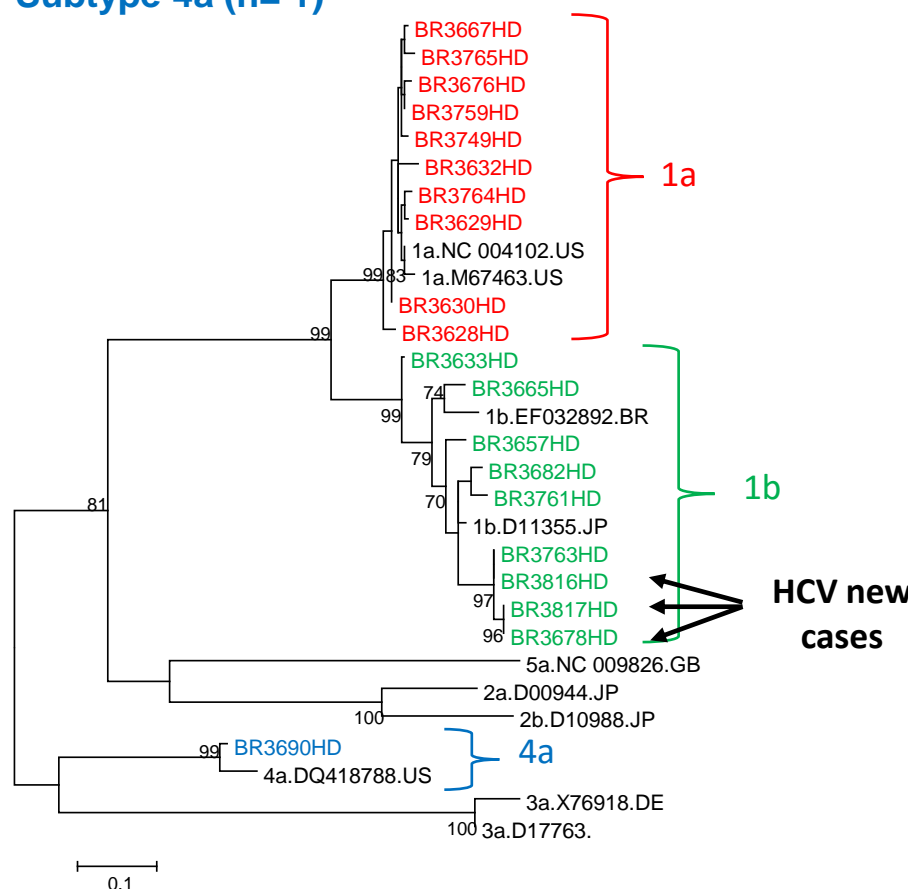 Subtype 4a (n= 1)
BR3667HD
BR3765HD
BR3676HD
BR3759HD
BR3749HD
BR3632HD
1a
BR3764HD
BR3629HD
1a.NC 004102.US
99 83
1a.M67463.US
BR3630HD
99
BR3628HD
BR3633HD
74
BR3665HD
99
1b.EF032892.BR
BR3657HD
79
BR3682HD
70
BR3761HD
1b
81
1b.D11355.JP
BR3763HD
BR3816HD
HCV new
97
BR3817HD
96
BR3678HD
cases
5a.NC 009826.GB
2a.D00944.JP
100
2b.D10988.JP
99
BR3690HD
4a
4a.DQ418788.US
3a.X76918.DE
100
3a.D17763.
0.1